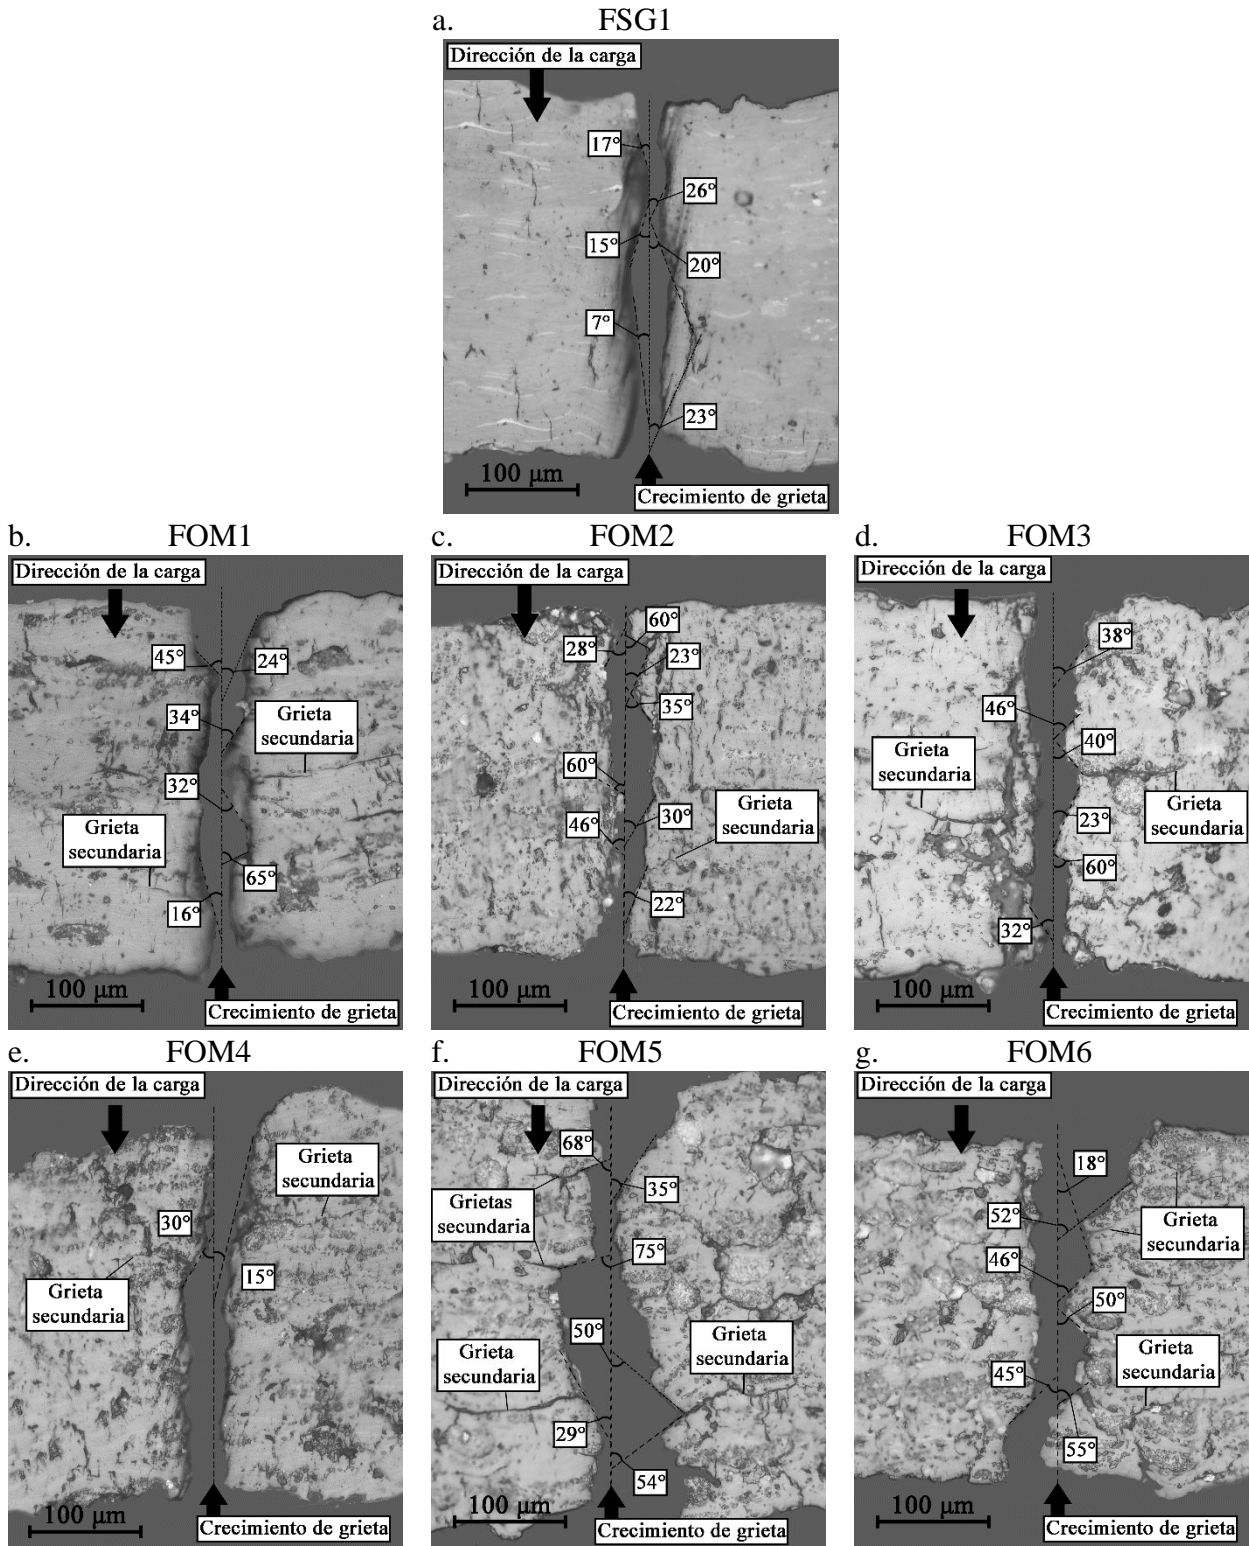 a. FSG1
Dirección de la carga
17°
26°
15°
20°
7°
23°
100 µm
Crecimiento de grieta
b. FOM1
Dirección de la carga
45°
24°
34°
Grieta
secundaria
32°
Grieta
secundaria
65°
16°
100 µm
Crecimiento de grieta
c. FOM2
Dirección de la carga
60°
28°
23°
35°
60°
Grieta
secundaria
46°
30°
22°
100 µm
Crecimiento de grieta
d. FOM3
Dirección de la carga
38°
46°
40°
Grieta
secundaria
Grieta
secundaria
23°
60°
32°
100 µm
Crecimiento de grieta
e. FOM4
Dirección de la carga
Grieta
secundaria
30°
15°
Grieta
secundaria
100 µm
Crecimiento de grieta
f. FOM5
Dirección de la carga
68°
35°
Grietas
secundaria
75°
50°
Grieta
secundaria
Grieta
secundaria
29°
54°
100 µm
Crecimiento de grieta
g. FOM6
Dirección de la carga
18°
52°
Grieta
secundaria
46°
50°
Grieta
secundaria
45°
55°
100 µm
Crecimiento de grieta